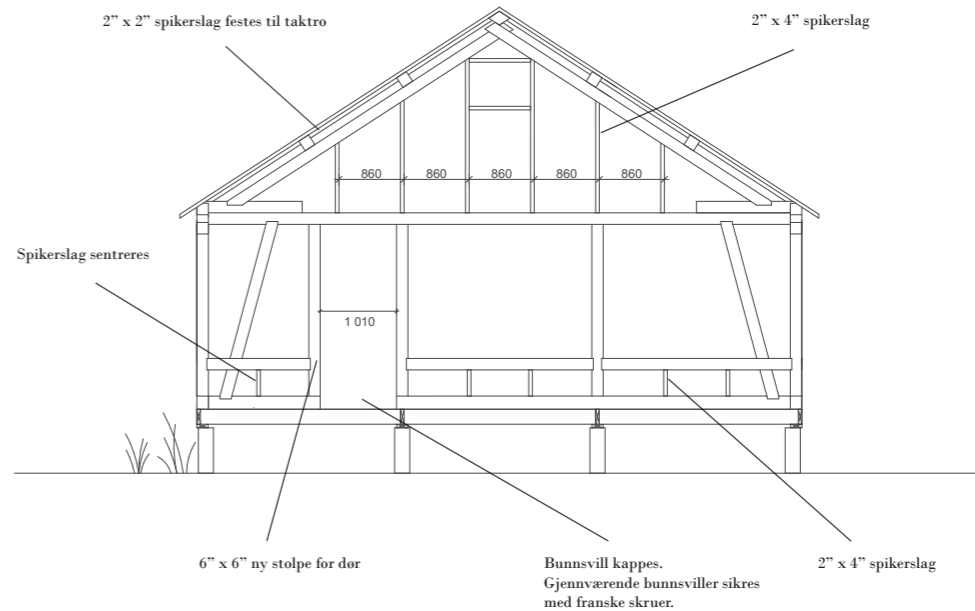 2” x 2” spikerslag festes til taktro
2” x 4” spikerslag
860 860 860 860 860
Spikerslag sentreres
1 010
6” x 6” ny stolpe for dør
Bunnsvill kappes.
Gjennværende bunnsviller sikres
med franske skruer.
2” x 4” spikerslag